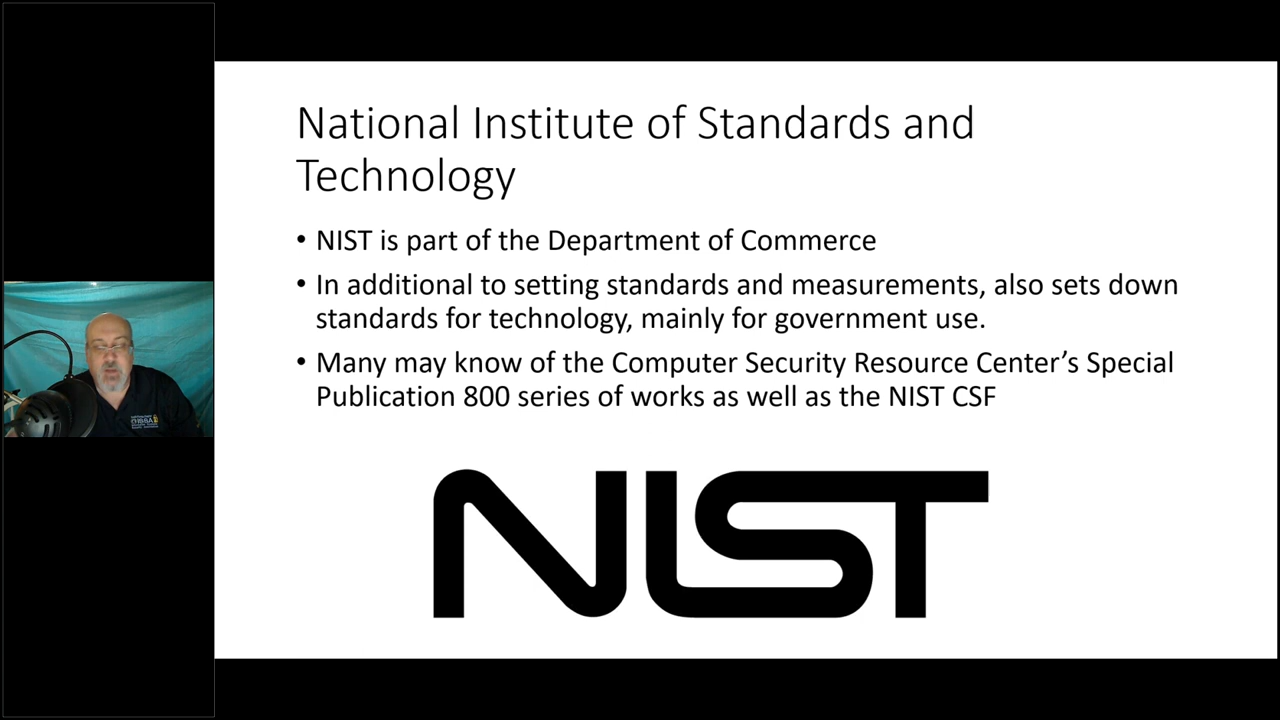 National Institute of Standards and
Technology
• NIST is part of the Department of Commerce
• In additional to setting standards and measurements, also sets down
standards for technology, mainly for government use.
• Many may know of the Computer Security Resource Center’s Special
Publication 800 series of works as well as the NIST CSF
NIST